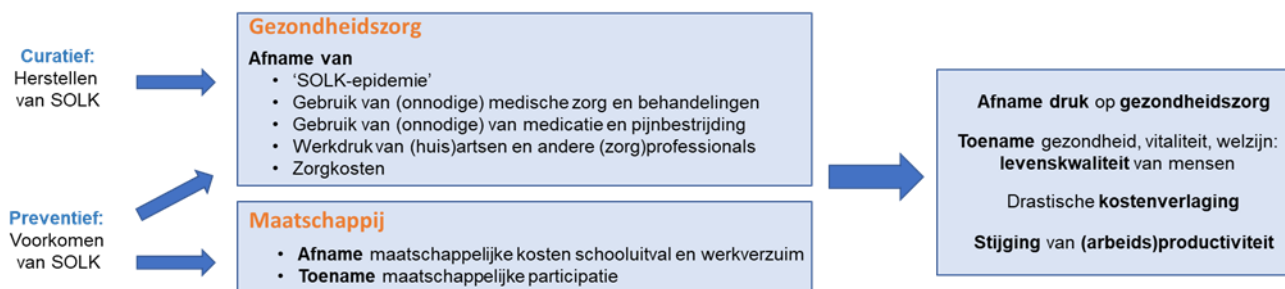 Curatief:
Herstellen
van SOLK
Preventief:
Voorkomen
van SOLK
Gezondheidszorg
Afname van
• ‘SOLK-epidemie’
• Gebruik van (onnodige) medische zorg en behandelingen
• Gebruik van (onnodige) van medicatie en pijnbestrijding
• Werkdruk van (huis)artsen en andere (zorg)professionals
• Zorgkosten
Maatschappij
• Afname maatschappelijke kosten schooluitval en werkverzuim
• Toename maatschappelijke participatie
Afname druk op gezondheidszorg
Toename gezondheid, vitaliteit, welzijn:
levenskwaliteit van mensen
Drastische kostenverlaging
Stijging van (arbeids)productiviteit